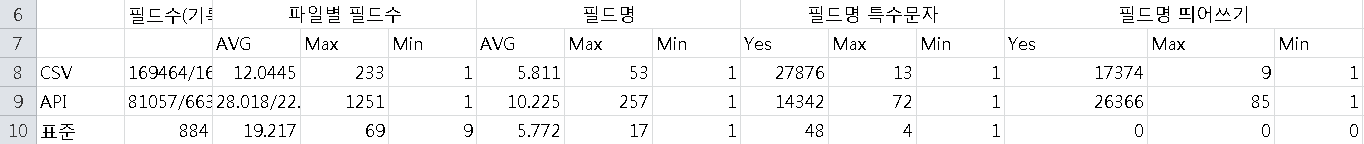 6 필드수(기록 파일별 필드수 필드명 필드명 특수문자 필드명 띄어쓰기
7 AVG Max Min AVG Max Min Yes Max Min Yes Max Min
8 CSV 169464/16 12.0445 233 1 5.811 53 1 27876 13 1 17374 9 1
9 API 81057/663 28.018/22. 1251 1 10.225 257 1 14342 72 1 26366 85 1
10 표준 884 19.217 69 9 5.772 17 1 48 4 1 0 0 0